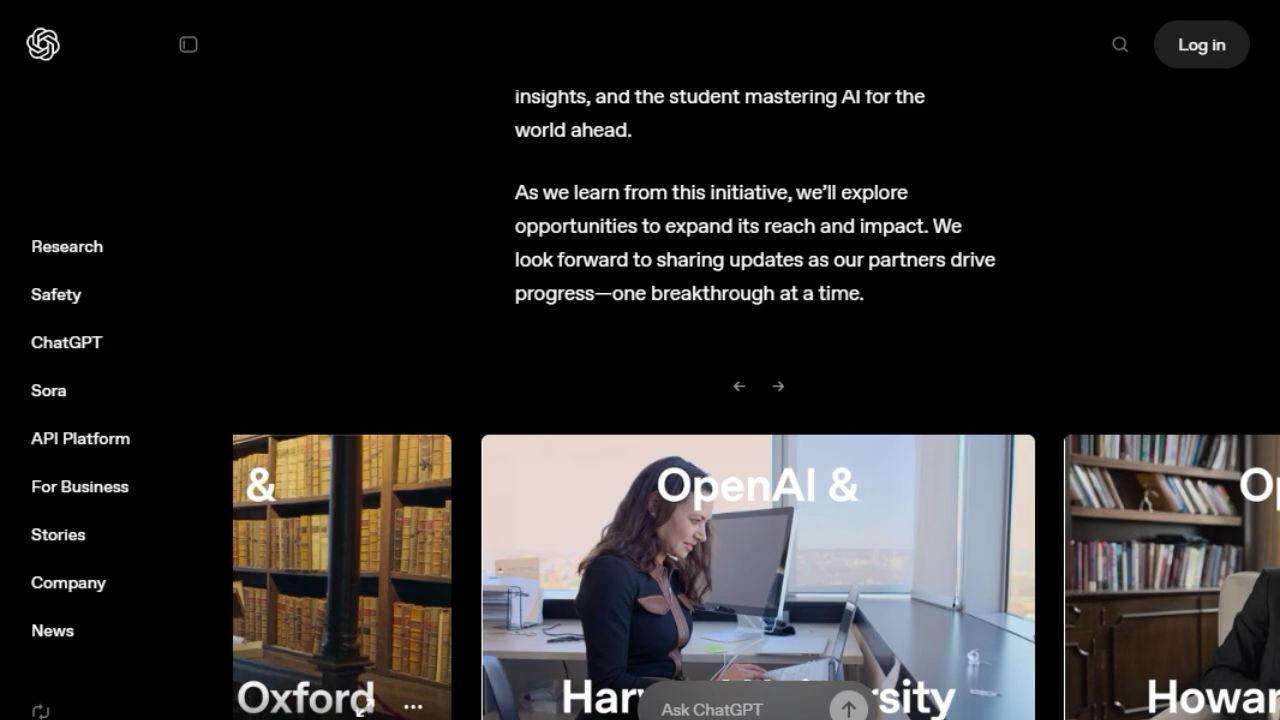 Log in
insights, and the student mastering AI for the
world ahead.
As we learn from this initiative, we’ll explore
opportunities to expand its reach and impact. We
look forward to sharing updates as our partners drive
progress—one breakthrough at a time.
Research
Safety
ChatGPT
Sora
API Platform
For Business
Stories
Company
News
&
Oxford
OpenAI &
Ask ChatGPT